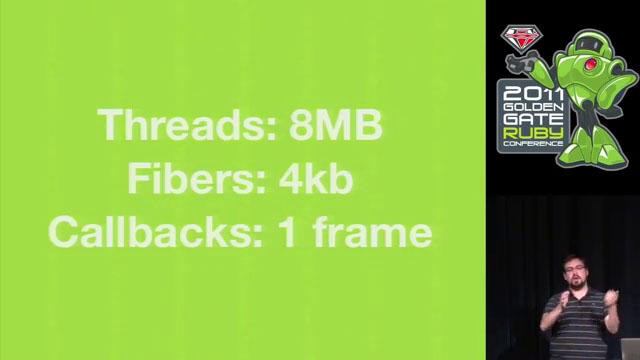 Threads: 8MB
Fibers: 4kb
Callbacks: 1 frame
2011
GOLDEN
GATE
RUBY
CONFERENCE